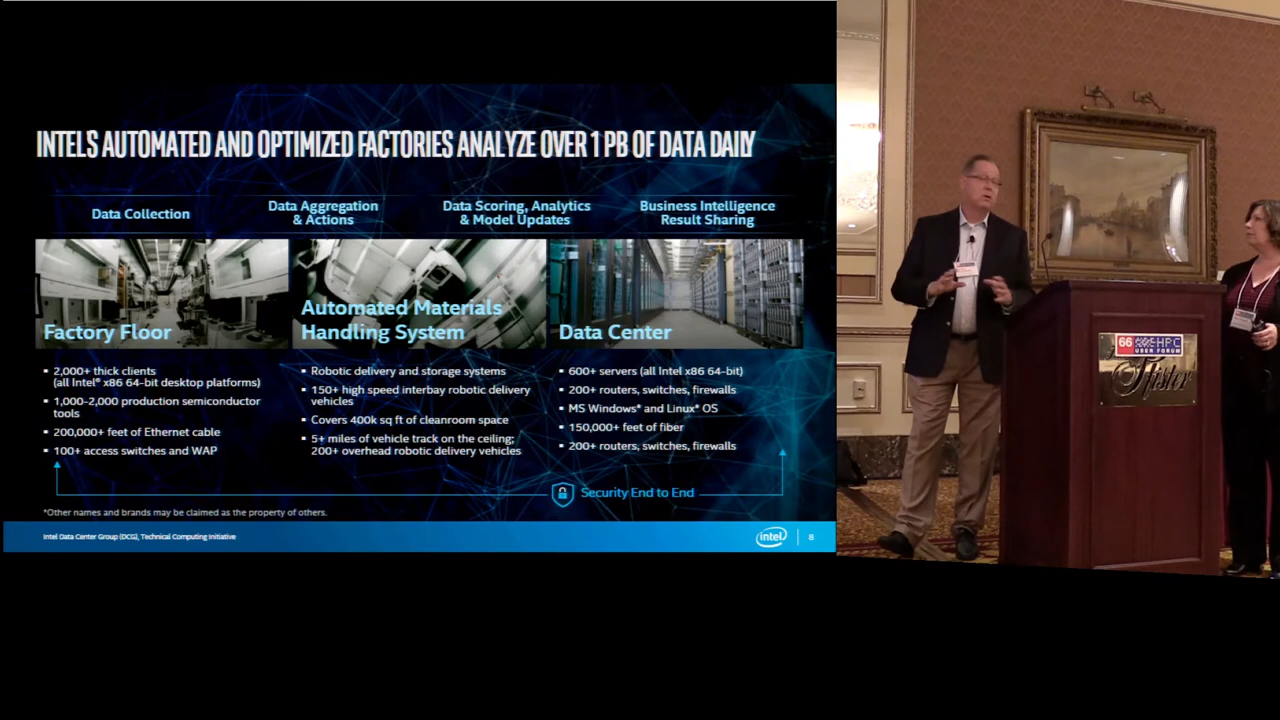 INTELS AUTOMATED AND OPTIMIZED FACTORIES ANALYZE OVER 1 PB OF DATA DAILY
Data Collection
Data Aggregation
& Actions
Data Scoring, Analytics
& Model Updates
Business Intelligence
Result Sharing
Factory Floor
Automated Materials
Handling System
Data Center
▪ 2,000+ thick clients
(all Intel® x86 64-bit desktop platforms)
▪ 1,000-2,000 production semiconductor
tools
▪ 200,000+ feet of Ethernet cable
▪ 100+ access switches and WAP
▪ Robotic delivery and storage systems
▪ 150+ high speed interbay robotic delivery
vehicles
▪ Covers 400k sq ft of cleanroom space
▪ 5+ miles of vehicle track on the ceiling;
200+ overhead robotic delivery vehicles
▪ 600+ servers (all Intel x86 64-bit)
▪ 200+ routers, switches, firewalls
▪ MS Windows* and Linux* OS
▪ 150,000+ feet of fiber
▪ 200+ routers, switches, firewalls
Security End to End
*Other names and brands may be claimed as the property of others.
Intel Data Center Group (DCG), Technical Computing Initiative
intel
8
66 HPC
USER FORUM
Pfister